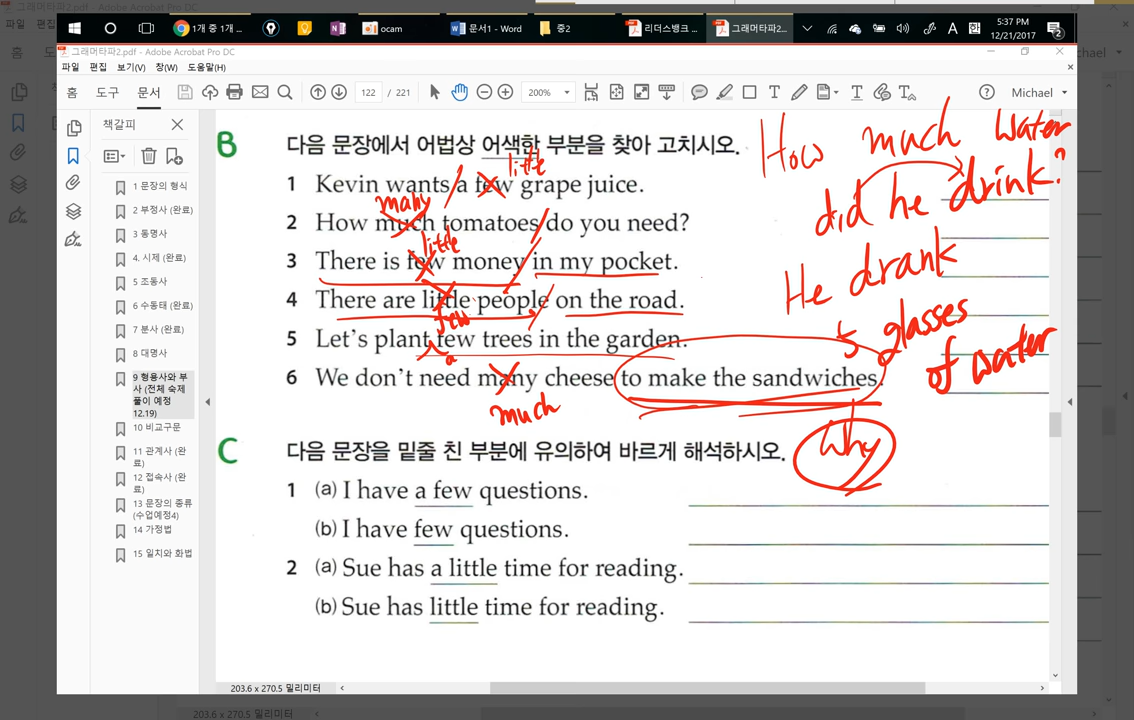 1개 중 1개 ...
ocam
문서1 - Word
중2
리더스뱅크 ...
그래머타파2...
A
한
5:37 PM
12/21/2017
2
그래머타파2.pdf - Adobe Acrobat Pro DC
파일 편집 보기(V) 창(W) 도움말(H)
홈 도구 문서
122 / 221
200%
Michael
책갈피
1 문장의 형식
2 부정사 (완료)
3 동명사
4. 시제 (완료)
5 조동사
6 수동태 (완료)
7 분사 (완료)
8 대명사
9 형용사와 부
사 (전체 숙제
풀이 예정
12.19)
10 비교구문
11 관계사 (완
료)
12 접속사 (완
료)
13 문장의 종류
(수업예정4)
14 가정법
15 일치와 화법
B 다음 문장에서 어법상 어색한 부분을 찾아 고치시오.
little
1 Kevin wants a few grape juice.
many
2 How much tomatoes do you need?
little
3 There is few money in my pocket.
4 There are little people on the road.
few
5 Let's plant few trees in the garden.
a
6 We don't need many cheese to make the sandwiches.
much
How much water
did he drink?
He drank
5 glasses
of water
Why
C 다음 문장을 밑줄 친 부분에 유의하여 바르게 해석하시오.
1 (a) I have a few questions.
(b) I have few questions.
2 (a) Sue has a little time for reading.
(b) Sue has little time for reading.
203.6 x 270.5 밀리미터